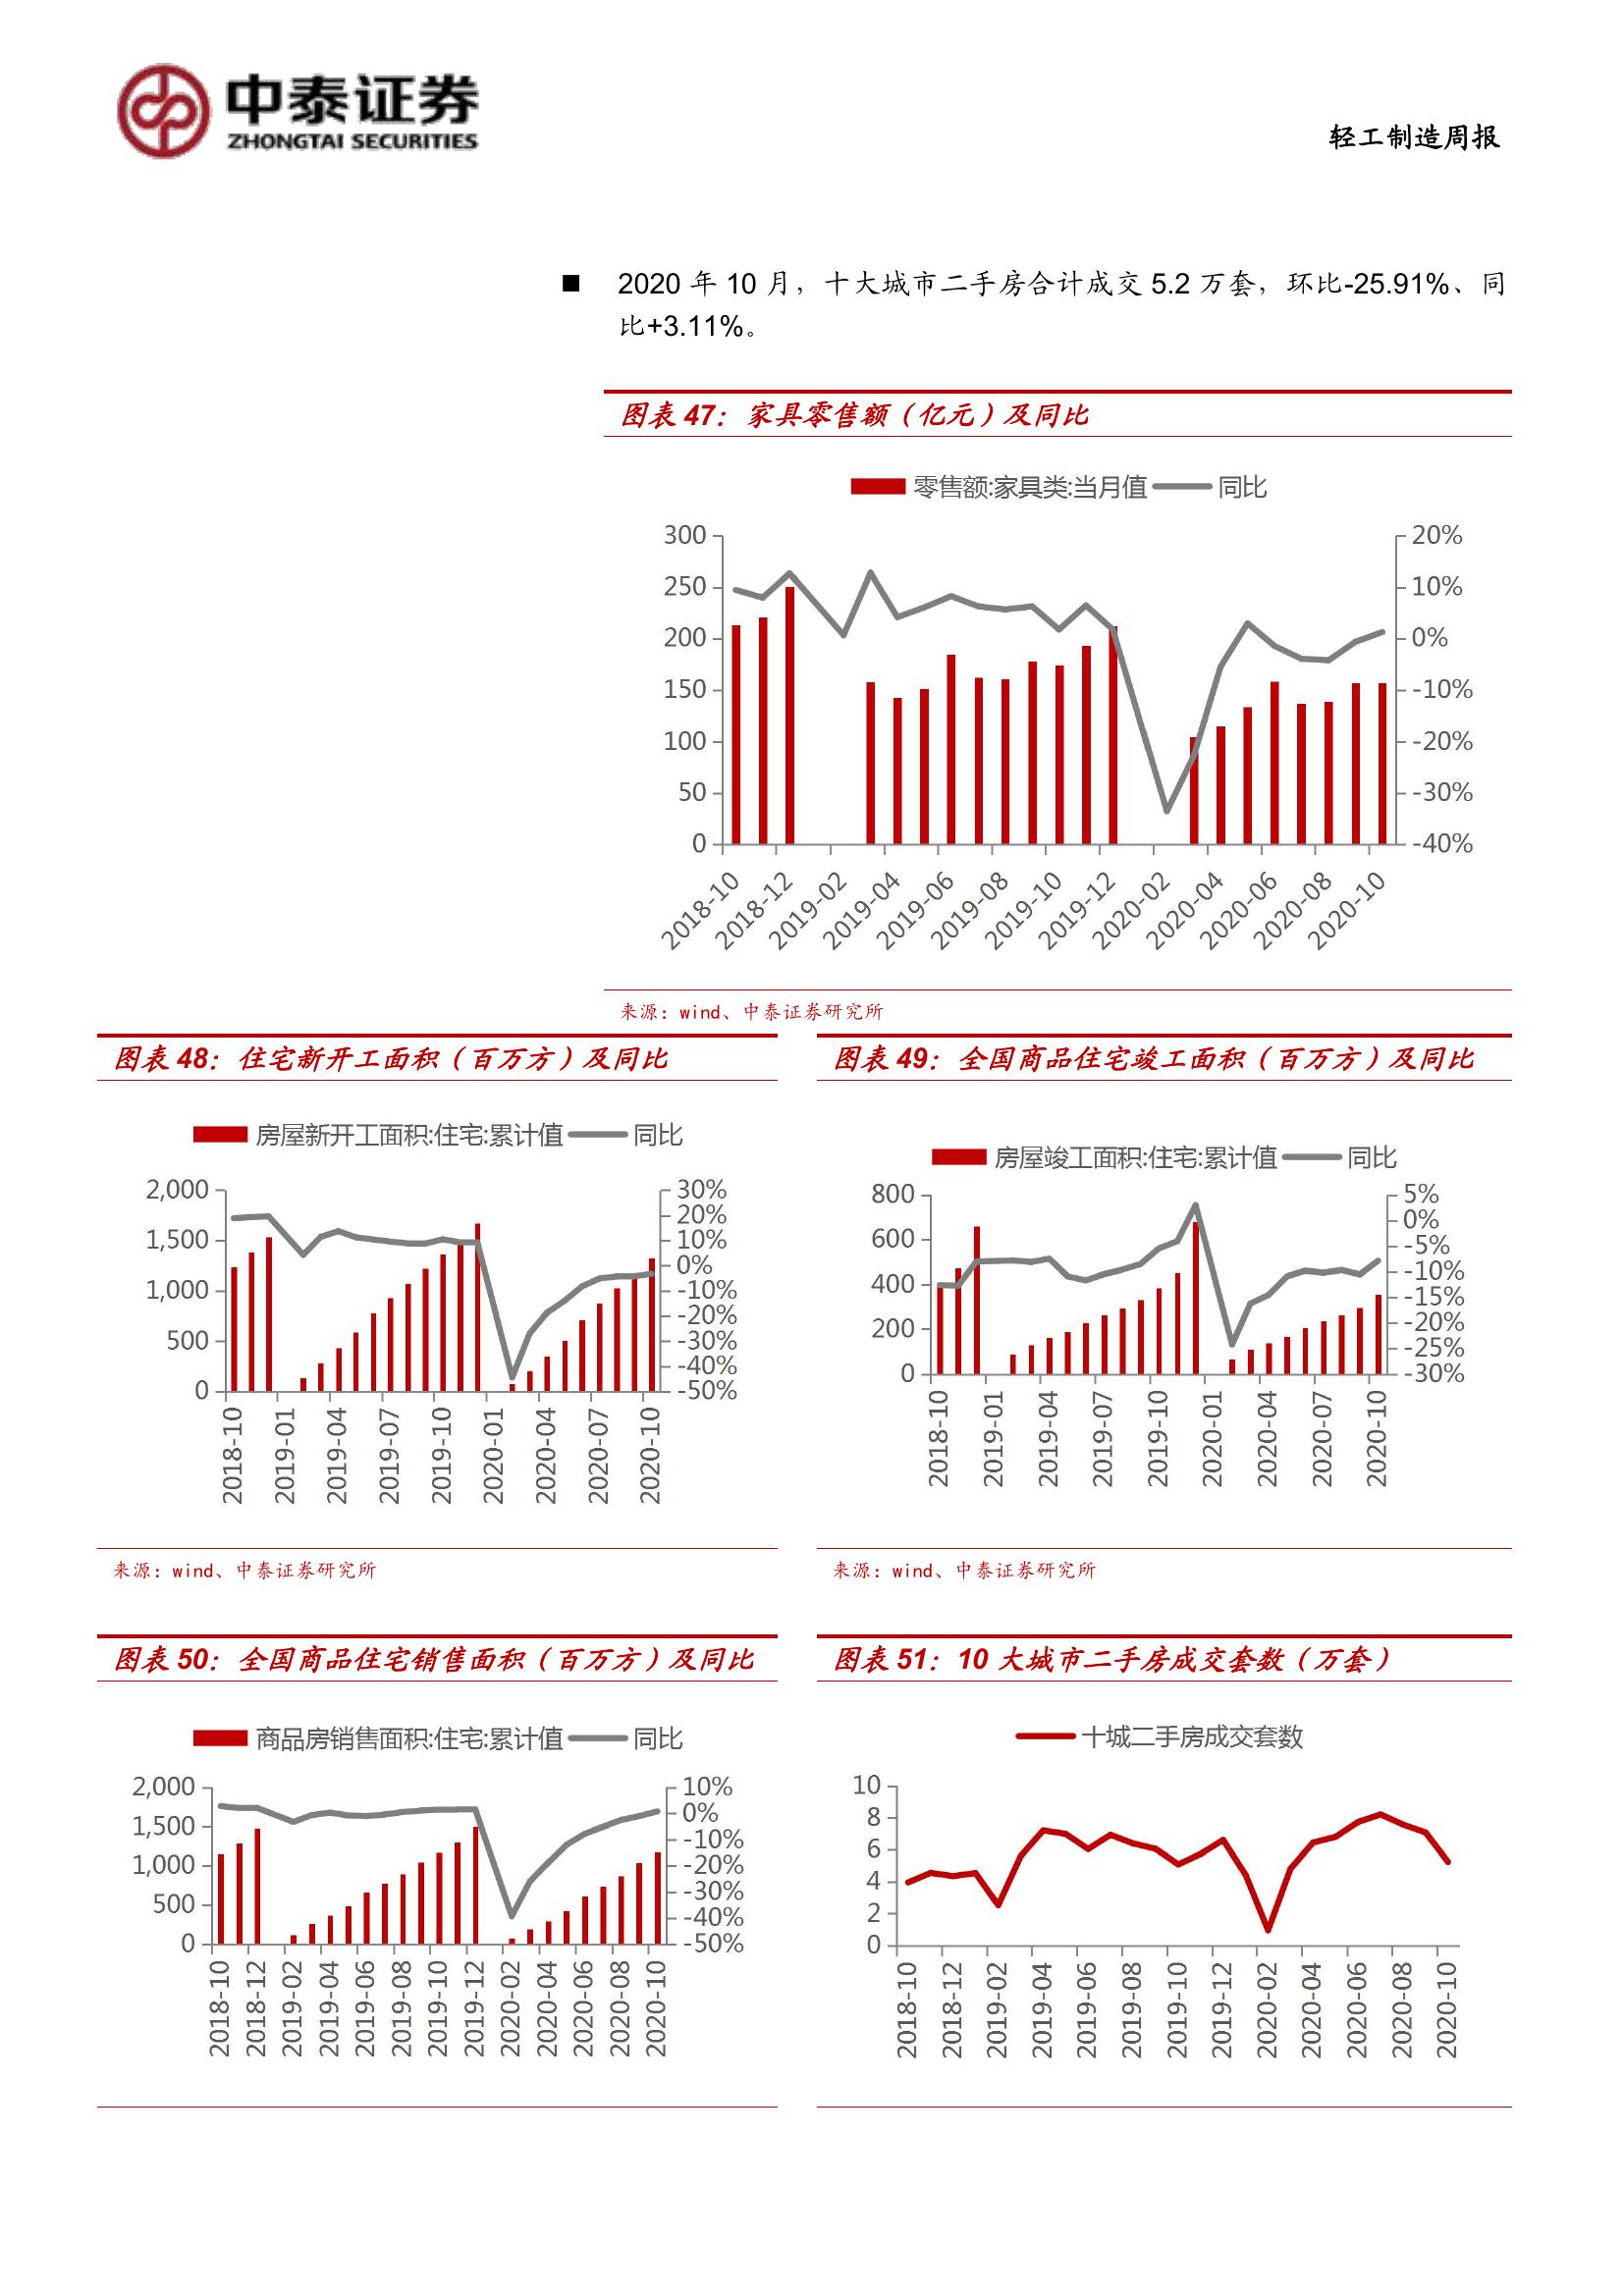 中泰证券
ZHONGTAI SECURITIES
轻工制造周报
■ 2020 年 10 月，十大城市二手房合计成交 5.2 万套，环比-25.91%、同
比+3.11%。
图表 47：家具零售额（亿元）及同比
零售额:家具类:当月值 同比
300 20%
250 10%
200 0%
150 -10%
100 -20%
50 -30%
0 -40%
2018-10 2018-12 2019-02 2019-04 2019-06 2019-08 2019-10 2019-12 2020-02 2020-04 2020-06 2020-08 2020-10
来源：wind、中泰证券研究所
图表 48：住宅新开工面积（百万方）及同比
房屋新开工面积:住宅:累计值 同比
2,000 1,500 1,000 500 0
30% 20% 10% 0% -10% -20% -30% -40% -50%
2018-10 2019-01 2019-04 2019-07 2019-10 2020-01 2020-04 2020-07 2020-10
来源：wind、中泰证券研究所
图表 49：全国商品住宅竣工面积（百万方）及同比
房屋竣工面积:住宅:累计值 同比
800 600 400 200 0
5% 0% -5% -10% -15% -20% -25% -30%
2018-10 2019-01 2019-04 2019-07 2019-10 2020-01 2020-04 2020-07 2020-10
来源：wind、中泰证券研究所
图表 50：全国商品住宅销售面积（百万方）及同比
商品房销售面积:住宅:累计值 同比
2,000 1,500 1,000 500 0
10% 0% -10% -20% -30% -40% -50%
2018-10 2018-12 2019-02 2019-04 2019-06 2019-08 2019-10 2019-12 2020-02 2020-04 2020-06 2020-08 2020-10
图表 51：10 大城市二手房成交套数（万套）
十城二手房成交套数
10 8 6 4 2 0
2018-10 2018-12 2019-02 2019-04 2019-06 2019-08 2019-10 2019-12 2020-02 2020-04 2020-06 2020-08 2020-10